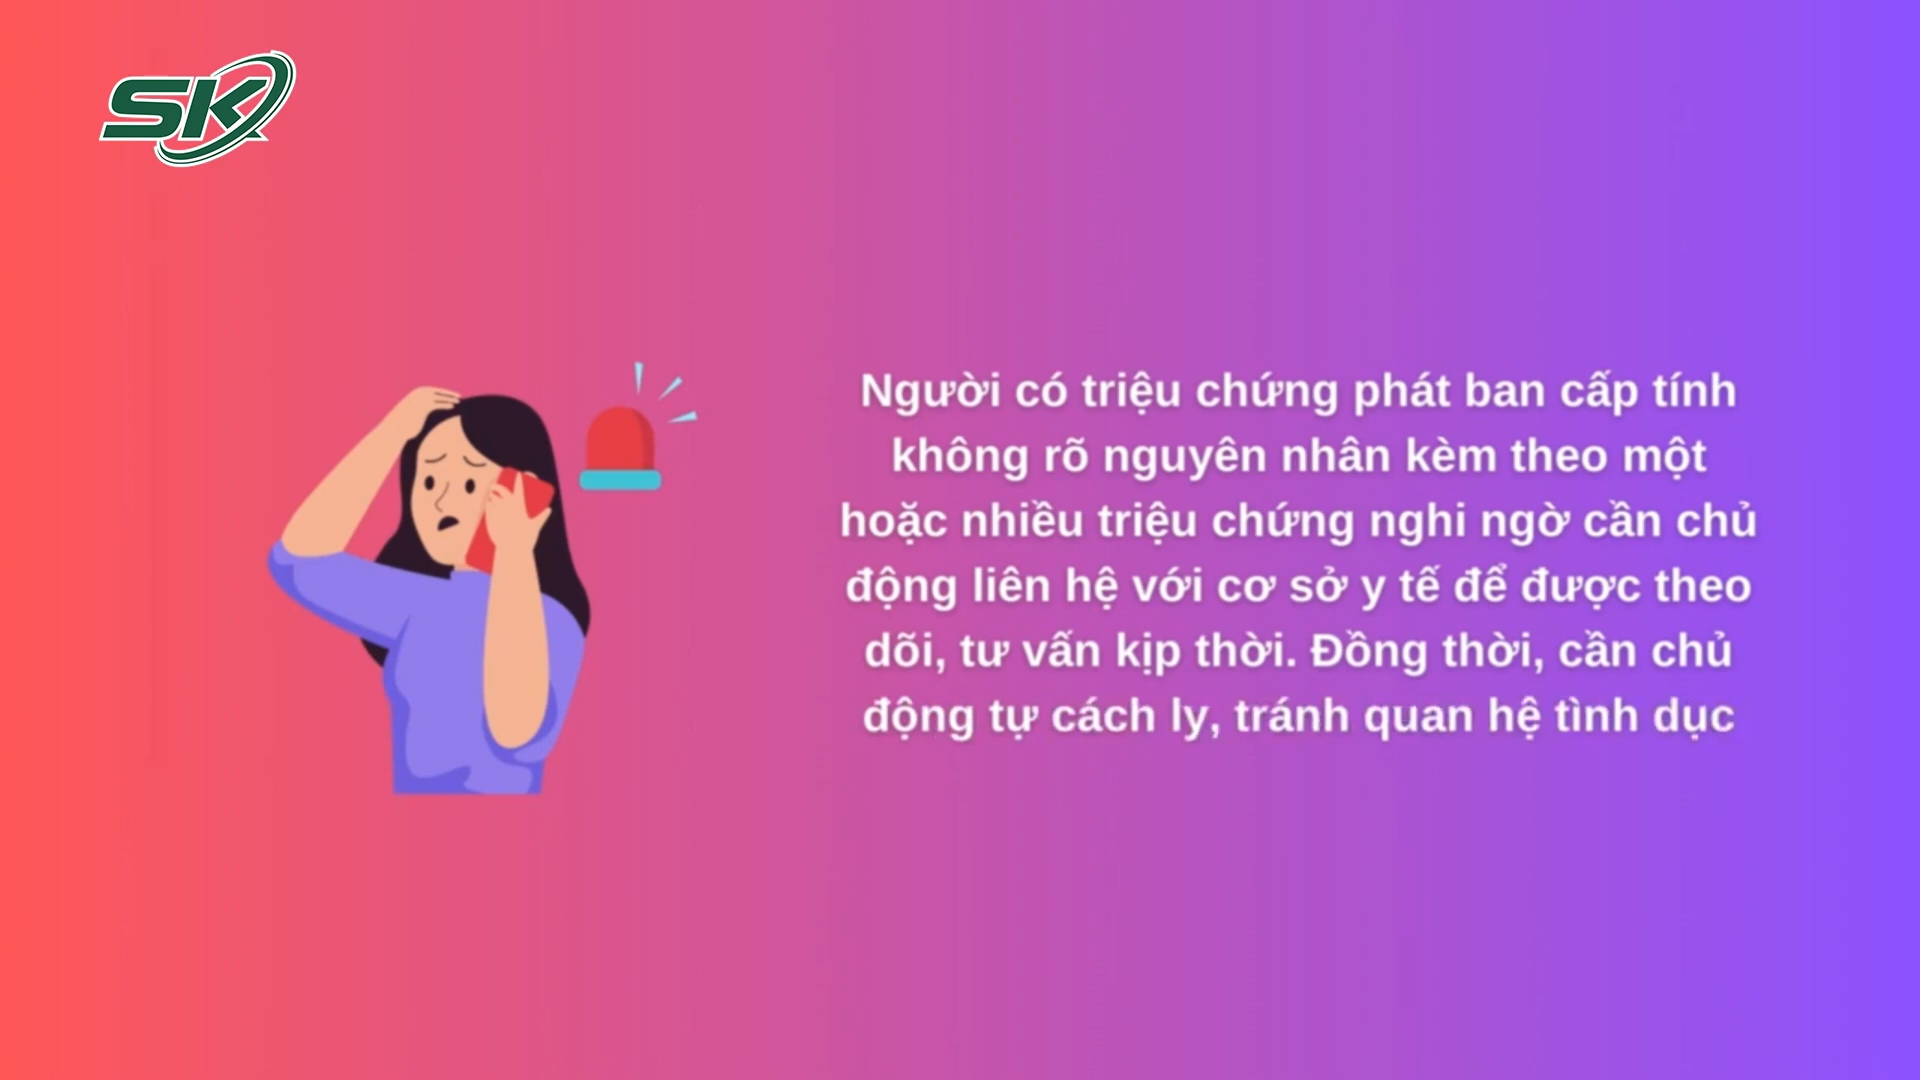 SK
Người có triệu chứng phát ban cấp tính
không rõ nguyên nhân kèm theo một
hoặc nhiều triệu chứng nghi ngờ cần chủ
động liên hệ với cơ sở y tế để được theo
dõi, tư vấn kịp thời. Đồng thời, cần chủ
động tự cách ly, tránh quan hệ tình dục